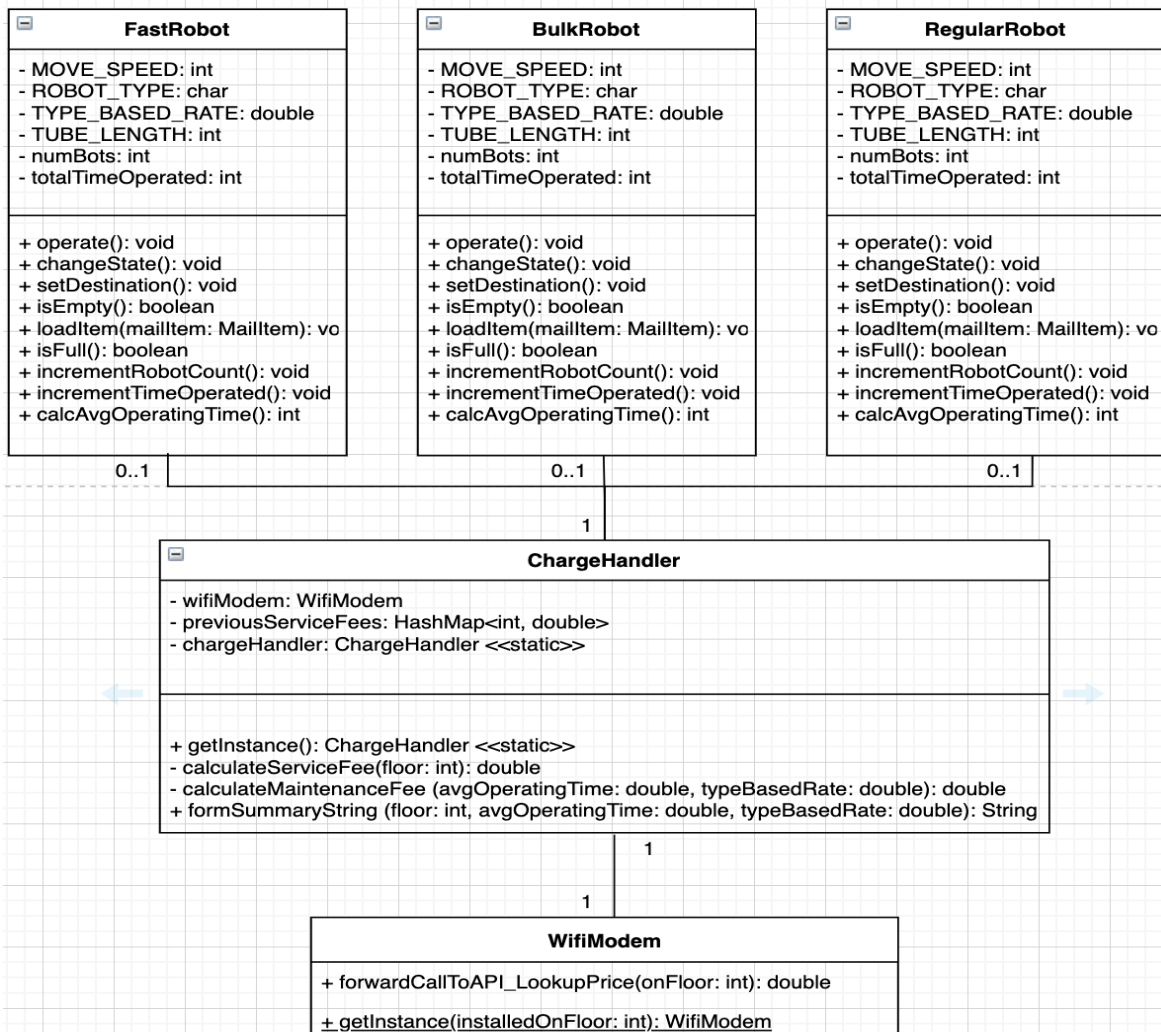 FastRobot
- MOVE_SPEED: int
- ROBOT_TYPE: char
- TYPE_BASED_RATE: double
- TUBE_LENGTH: int
- numBots: int
- totalTimeOperated: int
+ operate(): void
+ changeState(): void
+ setDestination(): void
+ isEmpty(): boolean
+ loadItem(mailItem: MailItem): vo
+ isFull(): boolean
+ incrementRobotCount(): void
+ incrementTimeOperated(): void
+ calcAvgOperatingTime(): int
0..1
BulkRobot
- MOVE_SPEED: int
- ROBOT_TYPE: char
- TYPE_BASED_RATE: double
- TUBE_LENGTH: int
- numBots: int
- totalTimeOperated: int
+ operate(): void
+ changeState(): void
+ setDestination(): void
+ isEmpty(): boolean
+ loadItem(mailItem: MailItem): vo
+ isFull(): boolean
+ incrementRobotCount(): void
+ incrementTimeOperated(): void
+ calcAvgOperatingTime(): int
0..1
RegularRobot
- MOVE_SPEED: int
- ROBOT_TYPE: char
- TYPE_BASED_RATE: double
- TUBE_LENGTH: int
- numBots: int
- totalTimeOperated: int
+ operate(): void
+ changeState(): void
+ setDestination(): void
+ isEmpty(): boolean
+ loadItem(mailItem: MailItem): vo
+ isFull(): boolean
+ incrementRobotCount(): void
+ incrementTimeOperated(): void
+ calcAvgOperatingTime(): int
0..1
1
ChargeHandler
- wifiModem: WifiModem
- previousServiceFees: HashMap<int, double>
- chargeHandler: ChargeHandler <<static>>
+ getInstance(): ChargeHandler <<static>>
- calculateServiceFee(floor: int): double
- calculateMaintenanceFee (avgOperatingTime: double, typeBasedRate: double): double
+ formSummaryString (floor: int, avgOperatingTime: double, typeBasedRate: double): String
1
1
WifiModem
+ forwardCallToAPI_LookupPrice(onFloor: int): double
+ getInstance(installedOnFloor: int): WifiModem